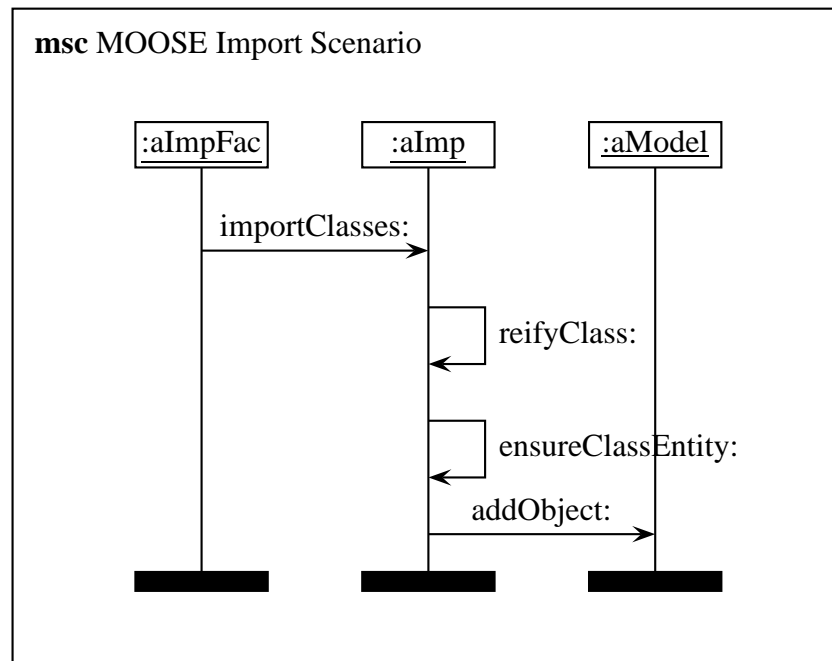 msc MOOSE Import Scenario
:aImpFac :aImp :aModel
importClasses:
reifyClass:
ensureClassEntity:
addObject: